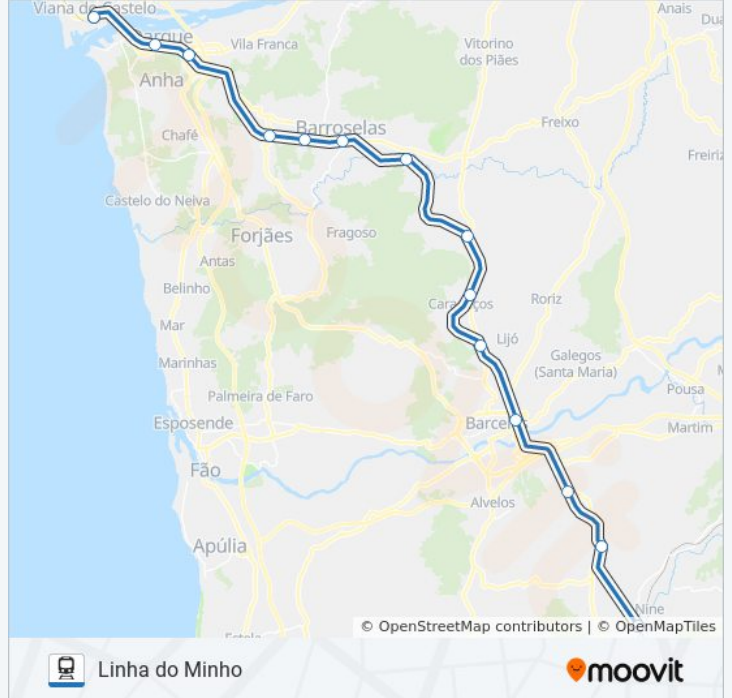 Viana do Castelo
Anais
Vila Franca
Vitorino
dos Piães
Anha
Barroselas
Freixo
Chafé
Castelo do Neiva
Forjães
Fragoso
Antas
Belinho
Roriz
Mar
Lijó
Marinhas
Galegos
(Santa Maria)
Pousa
Palmeira de Faro
Esposende
Martim
Fão
Alvelos
Apúlia
Nine
© OpenStreetMap contributors | © OpenMapTiles
Linha do Minho
moovit